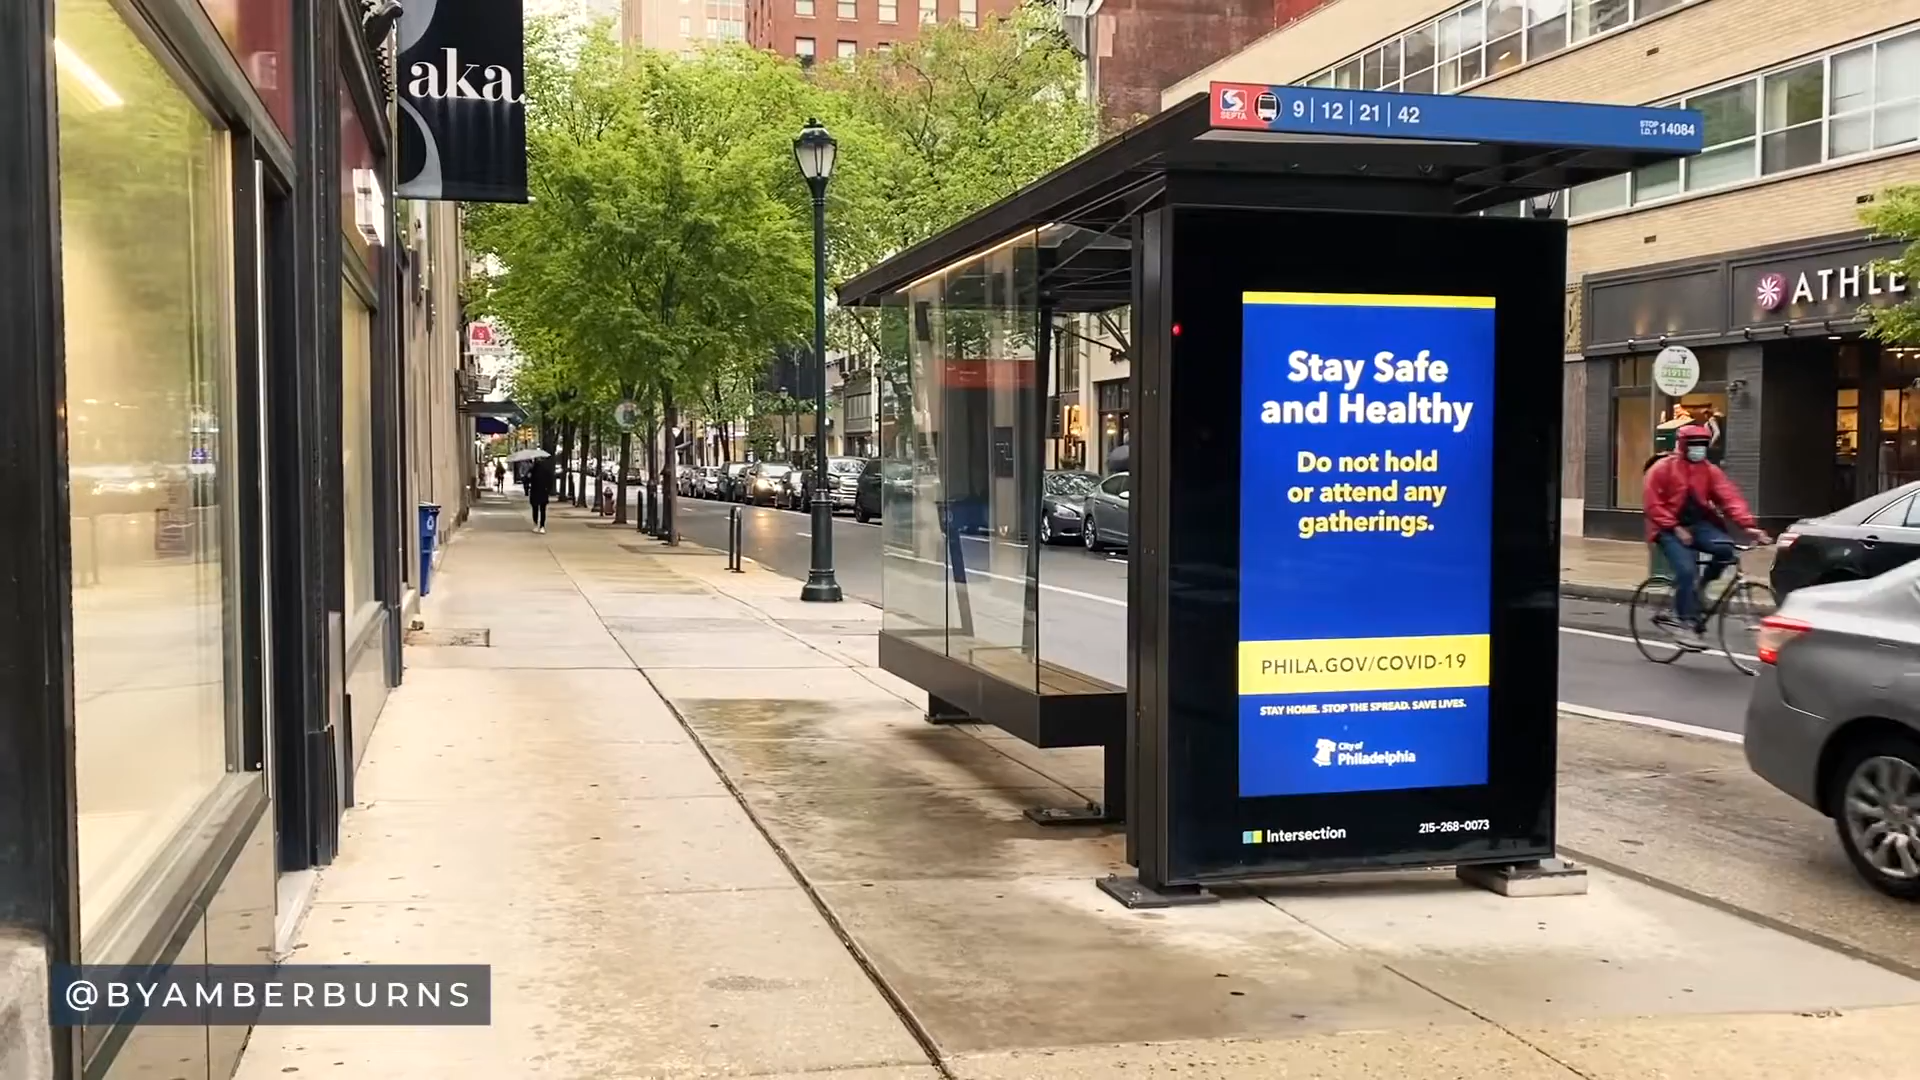 aka.
SEPTA
9 | 12 | 21 | 42
STOP
I.D. # 14084
Stay Safe
and Healthy
Do not hold
or attend any
gatherings.
PHILA.GOV/COVID-19
STAY HOME. STOP THE SPREAD. SAVE LIVES.
City of
Philadelphia
Intersection
215-268-0073
ATHLE
@BYAMBERBURNS